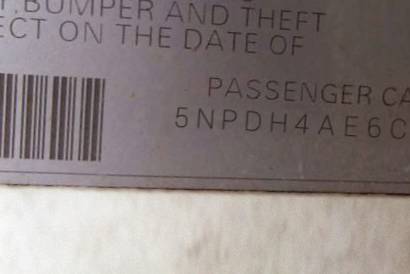 , BUMPER AND THEFT
ECT ON THE DATE OF
PASSENGER CA
5NPDH4AE6C